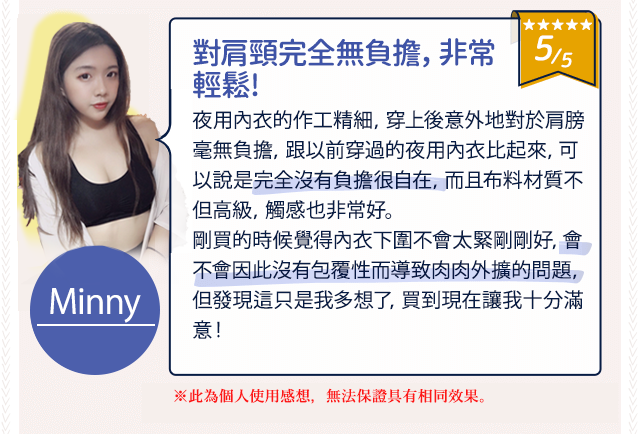 對肩頸完全無負擔，非常
輕鬆！
5/5
夜用內衣的作工精細，穿上後意外地對於肩膀
毫無負擔，跟以前穿過的夜用內衣比起來，可
以說是完全沒有負擔很自在，而且布料材質不
但高級，觸感也非常好。
剛買的時候覺得內衣下圍不會太緊剛剛好，會
不會因此沒有包覆性而導致肉肉外擴的問題，
但發現這只是我多想了，買到現在讓我十分滿
意！
Minny
※此為個人使用感想，無法保證具有相同效果。